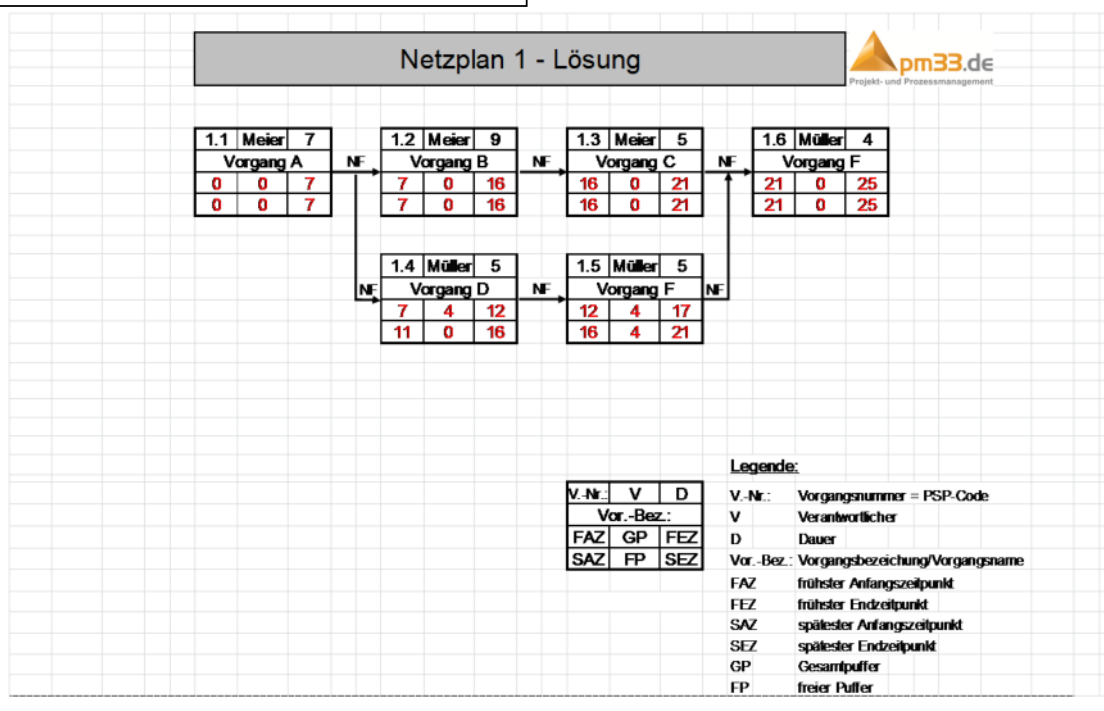 Netzplan 1 - Lösung
pm33.de
Projekt- und Prozessmanagement
1.1 Meier 7
Vorgang A
0 0 7
0 0 7
NF
1.2 Meier 9
Vorgang B
7 0 16
7 0 16
NF
1.3 Meier 5
Vorgang C
16 0 21
16 0 21
NF
1.6 Müller 4
Vorgang F
21 0 25
21 0 25
NF
1.4 Müller 5
Vorgang D
7 4 12
11 0 16
NF
1.5 Müller 5
Vorgang F
12 4 17
16 4 21
NF
V.-Nr.: V D
Vor.-Bez.:
FAZ GP FEZ
SAZ FP SEZ
Legende:
V.-Nr.: Vorgangsnummer = PSP-Code
V Verantwortlicher
D Dauer
Vor.-Bez.: Vorgangsbezeichung/Vorgangsname
FAZ frühster Anfangszeitpunkt
FEZ frühster Endzeitpunkt
SAZ spätester Anfangszeitpunkt
SEZ spätester Endzeitpunkt
GP Gesamtpuffer
FP freier Puffer